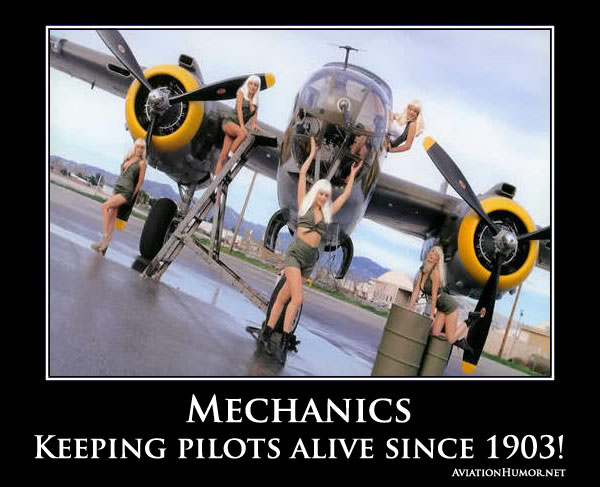 Mechanics
Keeping pilots alive since 1903!
AviationHumor.net